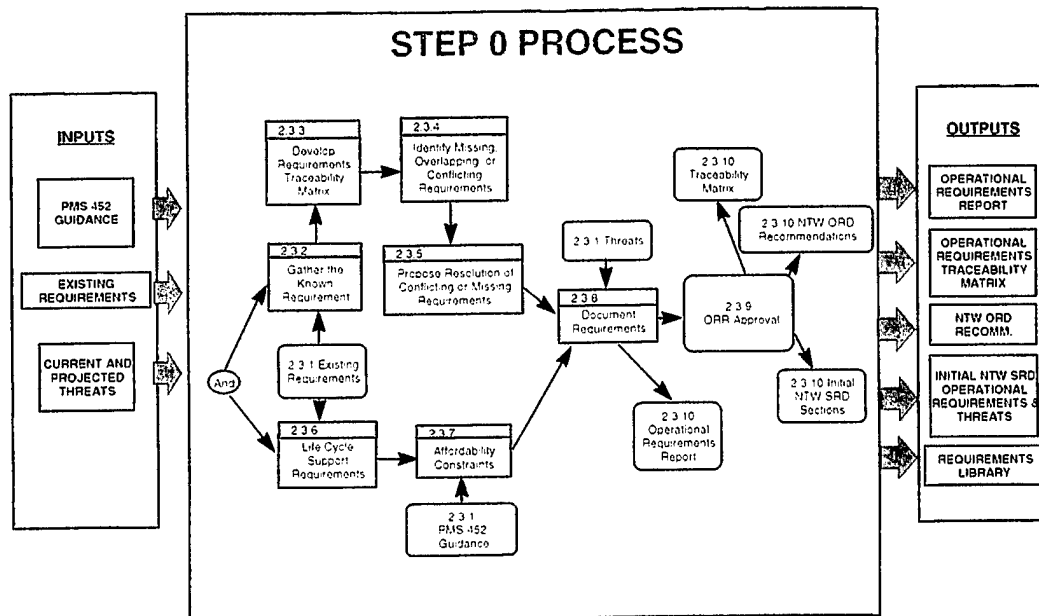 STEP 0 PROCESS
INPUTS
PMS 452
GUIDANCE
EXISTING
REQUIREMENTS
CURRENT AND
PROJECTED
THREATS
2.3.3
Develop
Requirements
Traceability
Matrix
2.3.4
Identify Missing,
Overlapping, or
Conflicting
Requirements
2.3.2
Gather the
Known
Requirement
2.3.5
Propose Resolution of
Conflicting or Missing
Requirements
2.3.1 Existing
Requirements
And
2.3.6
Life Cycle
Support
Requirements
2.3.7
Affordability
Constraints
2.3.1
PMS 452
Guidance
2.3.1 Threats
2.3.8
Document
Requirements
2.3.9
ORR Approval
2.3.10
Traceability
Matrix
2.3.10 NTW ORD
Recommendations
2.3.10 Initial
NTW SRD
Sections
2.3.10
Operational
Requirements
Report
OUTPUTS
OPERATIONAL
REQUIREMENTS
REPORT
OPERATIONAL
REQUIREMENTS
TRACEABILITY
MATRIX
NTW ORD
RECOMM.
INITIAL NTW SRD
OPERATIONAL
REQUIREMENTS &
THREATS
REQUIREMENTS
LIBRARY